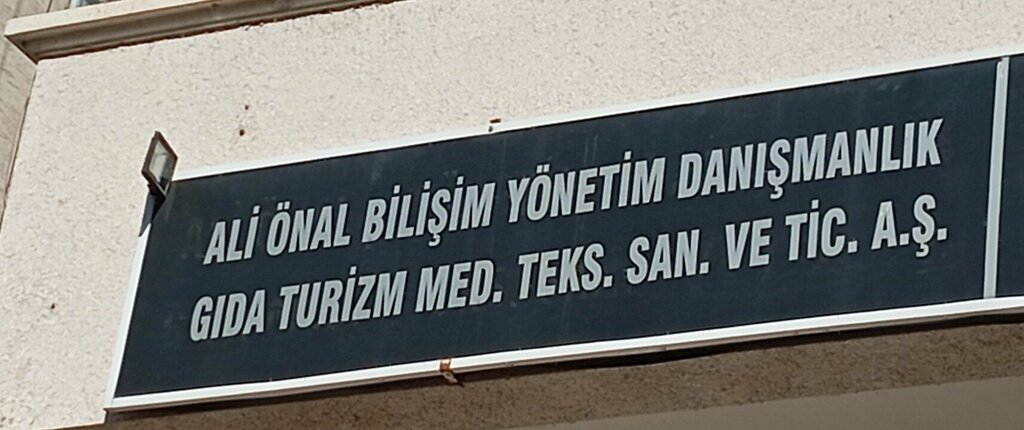 ALİ ÖNAL BİLİŞİM YÖNETİM DANIŞMANLIK
GIDA TURİZM MED. TEKS. SAN. VE TİC. A.Ş.